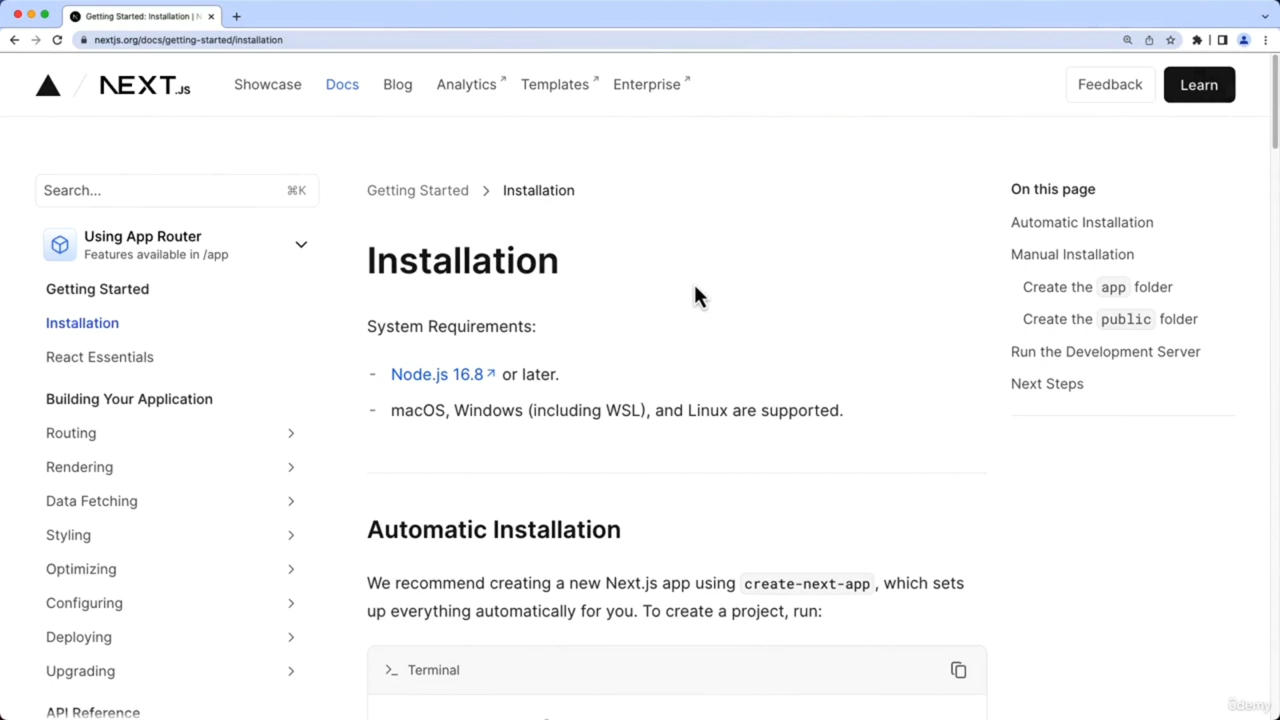 Getting Started: Installation | N
nextjs.org/docs/getting-started/installation
NEXT.JS
Showcase
Docs
Blog
Analytics
Templates
Enterprise
Feedback
Learn
Search...
⌘K
Using App Router
Features available in /app
Getting Started
Installation
React Essentials
Building Your Application
Routing
Rendering
Data Fetching
Styling
Optimizing
Configuring
Deploying
Upgrading
API Reference
Getting Started > Installation
Installation
System Requirements:
- Node.js 16.8 or later.
- macOS, Windows (including WSL), and Linux are supported.
Automatic Installation
We recommend creating a new Next.js app using create-next-app, which sets
up everything automatically for you. To create a project, run:
>_ Terminal
On this page
Automatic Installation
Manual Installation
Create the app folder
Create the public folder
Run the Development Server
Next Steps
ûdemy